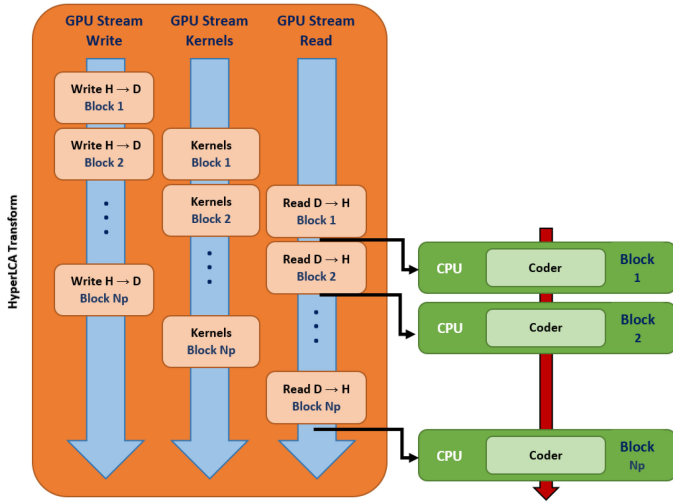 GPU Stream
Write
GPU Stream
Kernels
GPU Stream
Read
HyperLCA Transform
Write H → D
Block 1
Write H → D
Block 2
Write H → D
Block Np
Kernels
Block 1
Kernels
Block 2
Kernels
Block Np
Read D → H
Block 1
Read D → H
Block 2
Read D → H
Block Np
CPU
Coder
Block
1
CPU
Coder
Block
2
CPU
Coder
Block
Np